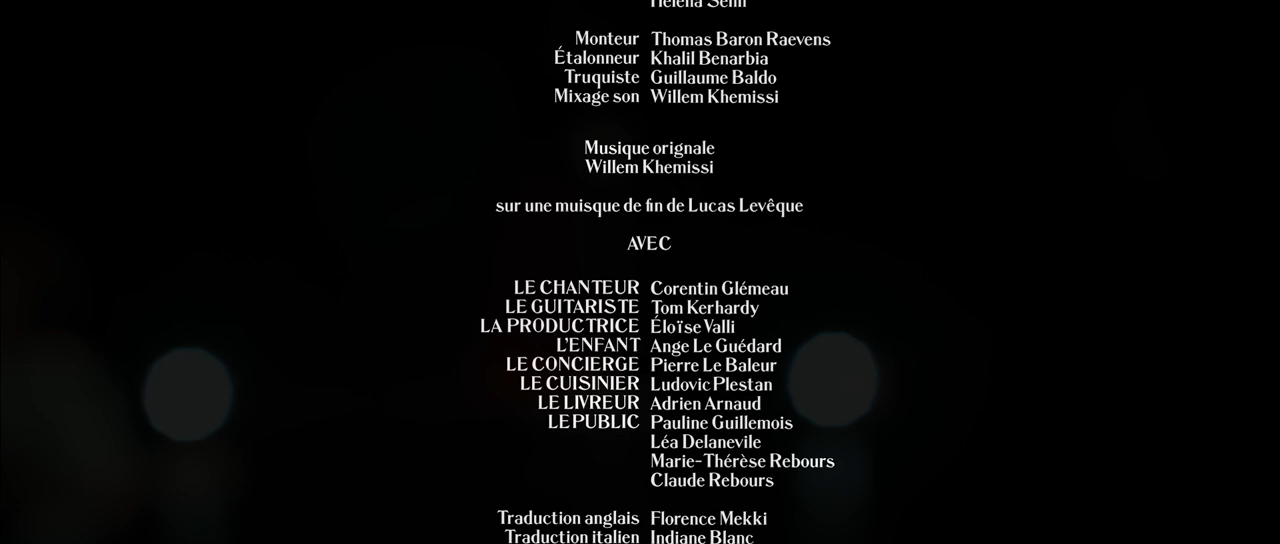 Helena Senn
Monteur Thomas Baron Raevens
Étalonneur Khalil Benarbia
Truquiste Guillaume Baldo
Mixage son Willem Khemissi
Musique orignale
Willem Khemissi
sur une muisque de fin de Lucas Levêque
AVEC
LE CHANTEUR Corentin Glémeau
LE GUITARISTE Tom Kerhardy
LA PRODUCTRICE Éloïse Valli
L'ENFANT Ange Le Guédard
LE CONCIERGE Pierre Le Baleur
LE CUISINIER Ludovic Plestan
LE LIVREUR Adrien Arnaud
LE PUBLIC Pauline Guillemois
Léa Delanevile
Marie-Thérèse Rebours
Claude Rebours
Traduction anglais Florence Mekki
Traduction italien Indiane Blanc